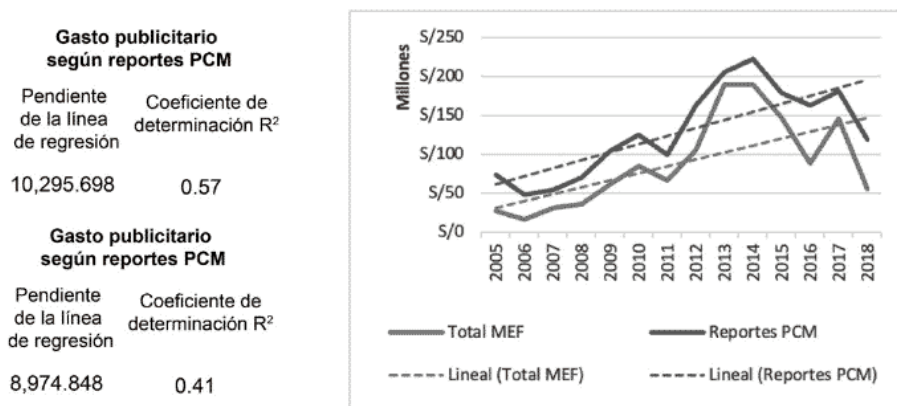 Gasto publicitario
según reportes PCM
Pendiente
de la línea
de regresión
Coeficiente de
determinación R²
10,295.698
0.57
Gasto publicitario
según reportes PCM
Pendiente
de la línea
de regresión
Coeficiente de
determinación R²
8,974.848
0.41
Millones
S/250
S/200
S/150
S/100
S/50
S/0
2005
2006
2007
2008
2009
2010
2011
2012
2013
2014
2015
2016
2017
2018
Total MEF
Reportes PCM
Lineal (Total MEF)
Lineal (Reportes PCM)